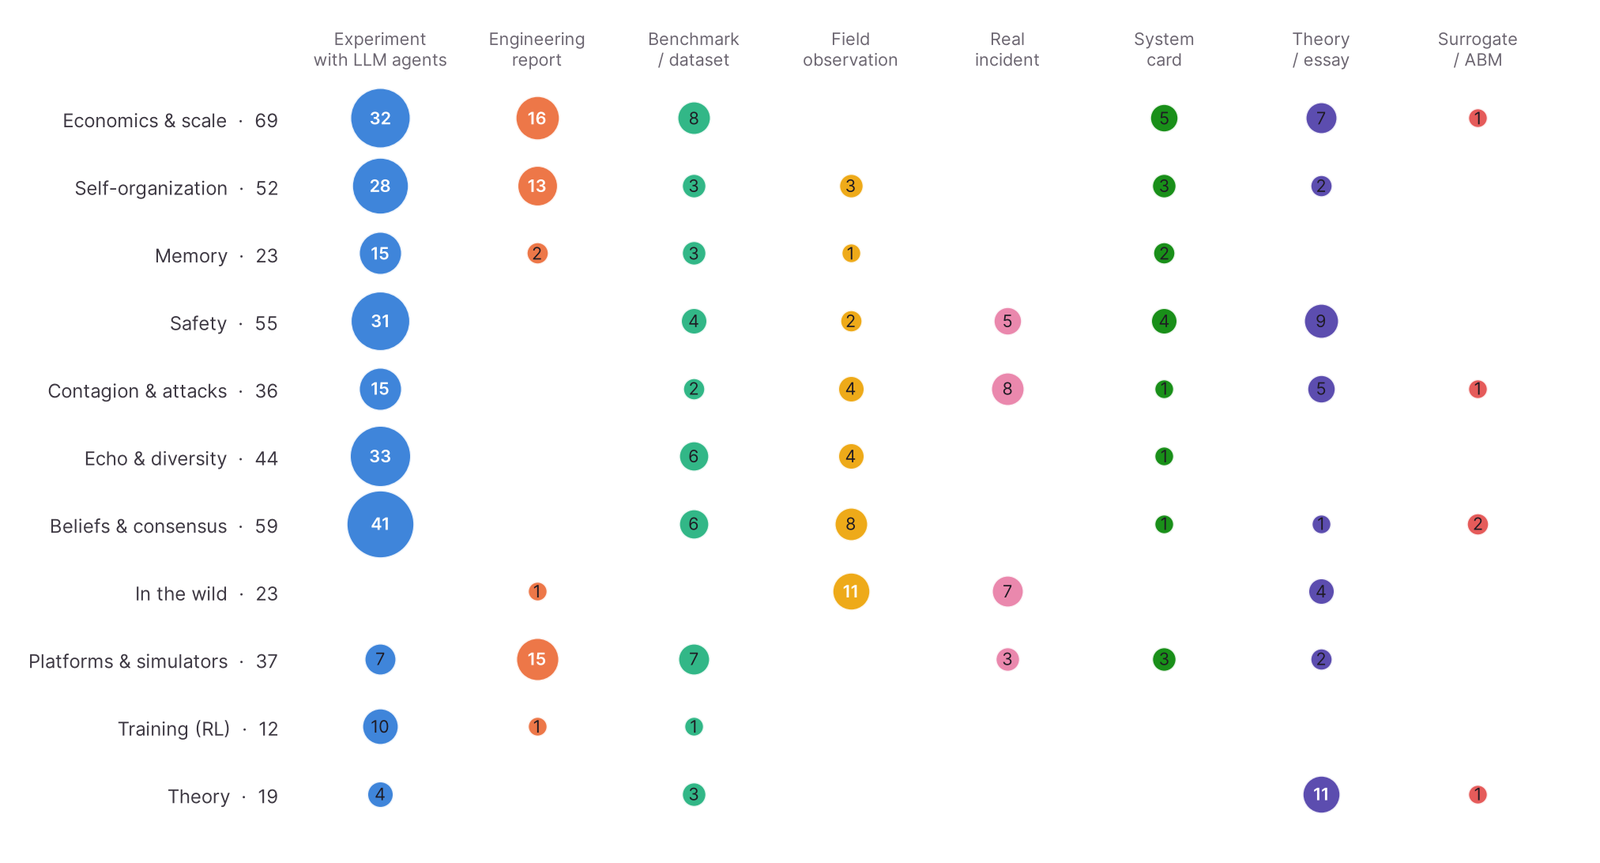 Experiment
with LLM agents
Engineering
report
Benchmark
/ dataset
Field
observation
Real
incident
System
card
Theory
/ essay
Surrogate
/ ABM
Economics & scale · 69 32 16 8 5 7 1
Self-organization · 52 28 13 3 3 3 2
Memory · 23 15 2 3 1 2
Safety · 55 31 4 2 5 4 9
Contagion & attacks · 36 15 2 4 8 1 5 1
Echo & diversity · 44 33 6 4 1
Beliefs & consensus · 59 41 6 8 1 1 2
In the wild · 23 1 11 7 4
Platforms & simulators · 37 7 15 7 3 3 2
Training (RL) · 12 10 1 1
Theory · 19 4 3 11 1